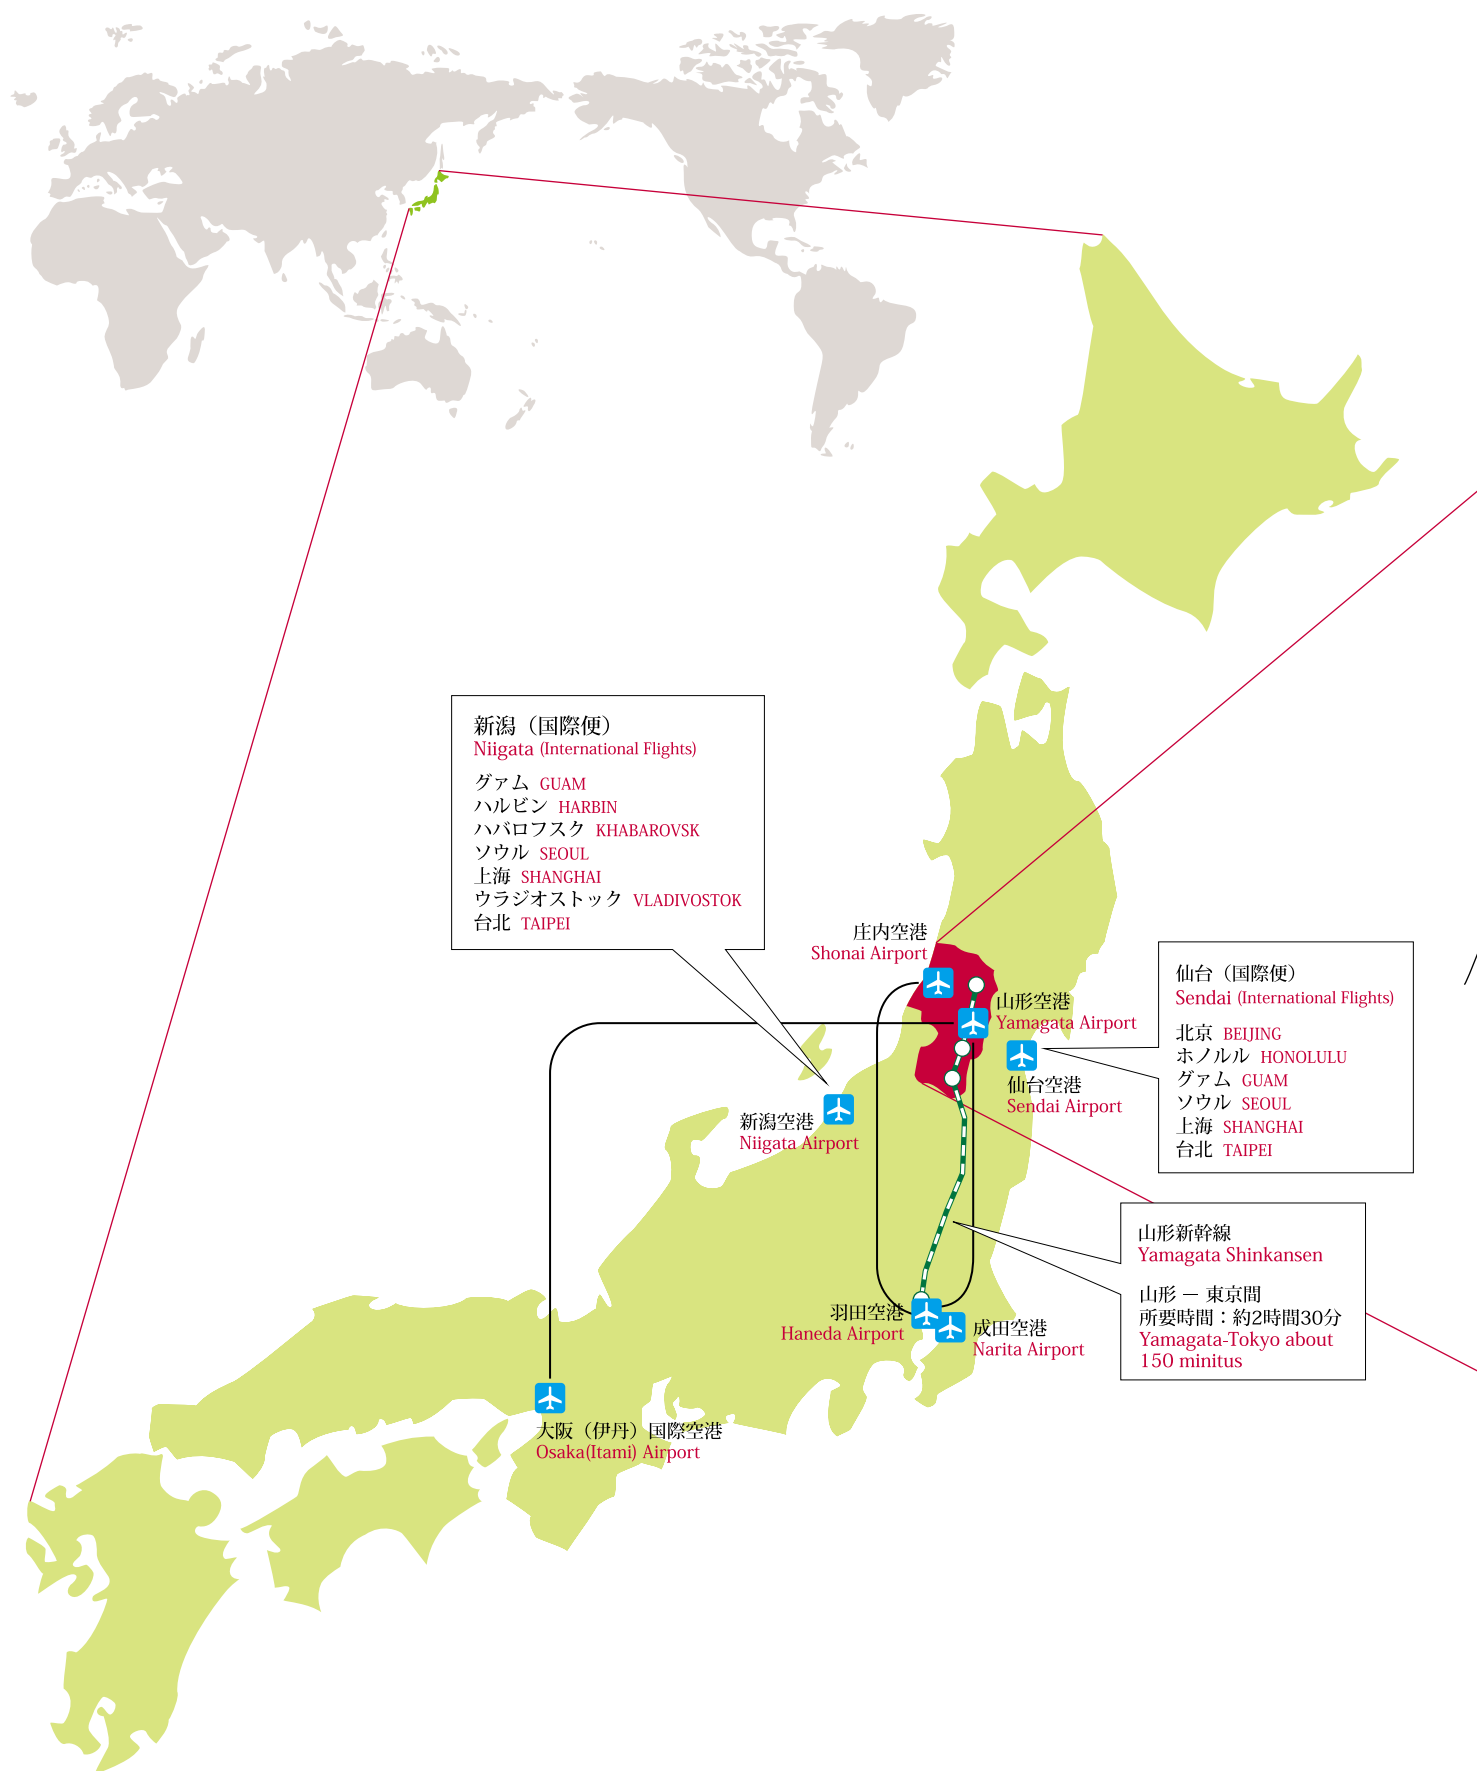 新潟（国際便）
Niigata (International Flights)
グァム GUAM
ハルビン HARBIN
ハバロフスク KHABAROVSK
ソウル SEOUL
上海 SHANGHAI
ウラジオストック VLADIVOSTOK
台北 TAIPEI
庄内空港
Shonai Airport
山形空港
Yamagata Airport
仙台（国際便）
Sendai (International Flights)
北京 BEIJING
ホノルル HONOLULU
グァム GUAM
ソウル SEOUL
上海 SHANGHAI
台北 TAIPEI
仙台空港
Sendai Airport
新潟空港
Niigata Airport
山形新幹線
Yamagata Shinkansen
山形 － 東京間
所要時間：約2時間30分
Yamagata-Tokyo about
150 minitus
羽田空港
Haneda Airport
成田空港
Narita Airport
大阪（伊丹）国際空港
Osaka(Itami) Airport